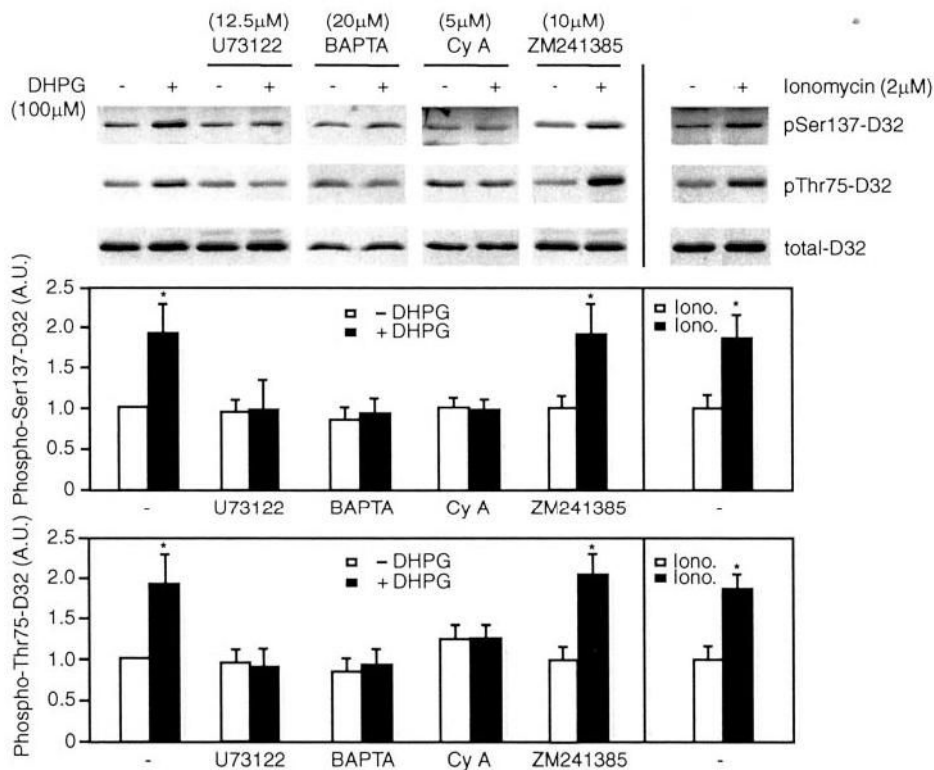 (12.5μM) (20μM) (5μM) (10μM)
U73122 BAPTA Cy A ZM241385
DHPG - + - + - + - + - + - + Ionomycin (2μM)
(100μM)
pSer137-D32
pThr75-D32
total-D32
Phospho-Ser137-D32 (A.U.)
2.5
2.0
1.5
1.0
0.5
0
* * *
– DHPG
+ DHPG
Iono.
Iono.
- U73122 BAPTA Cy A ZM241385 -
Phospho-Thr75-D32 (A.U.)
2.5
2.0
1.5
1.0
0.5
0
* * *
– DHPG
+ DHPG
Iono.
Iono.
- U73122 BAPTA Cy A ZM241385 -